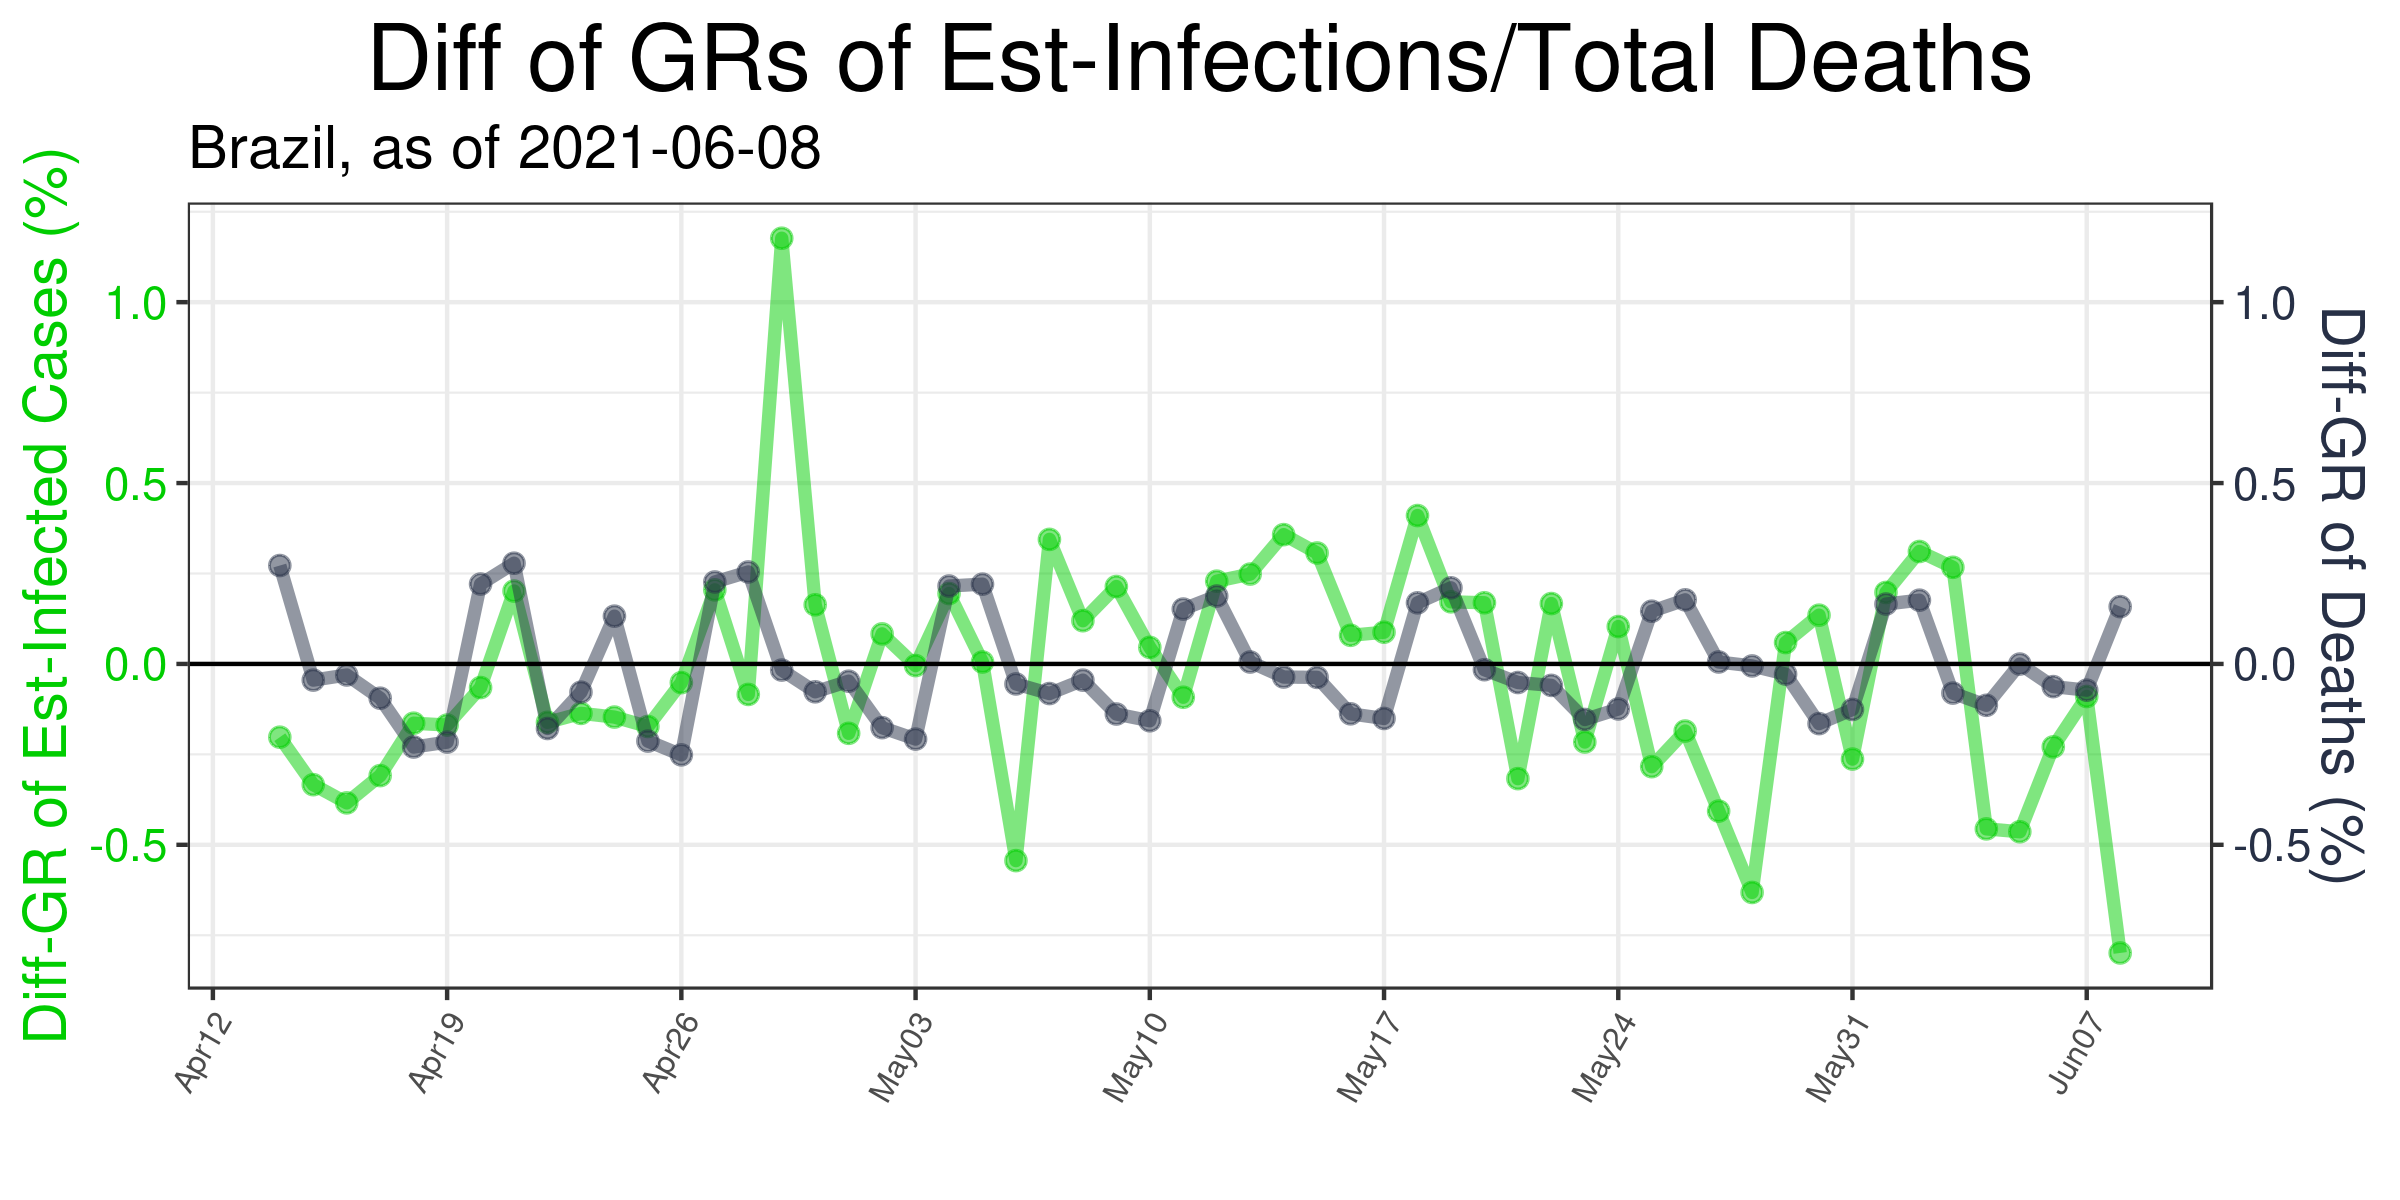 Diff of GRs of Est-Infections/Total Deaths
Brazil, as of 2021-06-08
Diff-GR of Est-Infected Cases (%)
1.0
0.5
0.0
-0.5
1.0
0.5
0.0
-0.5
Diff-GR of Deaths (%)
Apr12
Apr19
Apr26
May03
May10
May17
May24
May31
Jun07